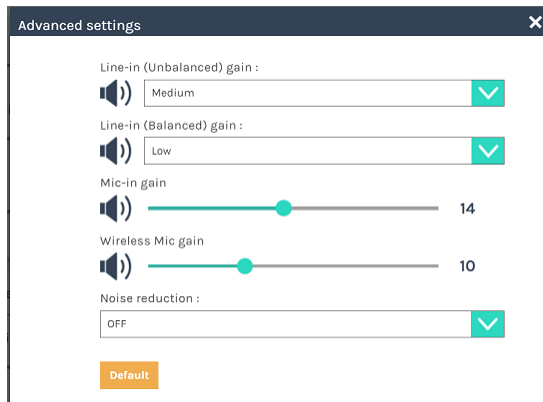 Advanced settings
Line-in (Unbalanced) gain :
Medium
Line-in (Balanced) gain :
Low
Mic-in gain
14
Wireless Mic gain
10
Noise reduction :
OFF
Default